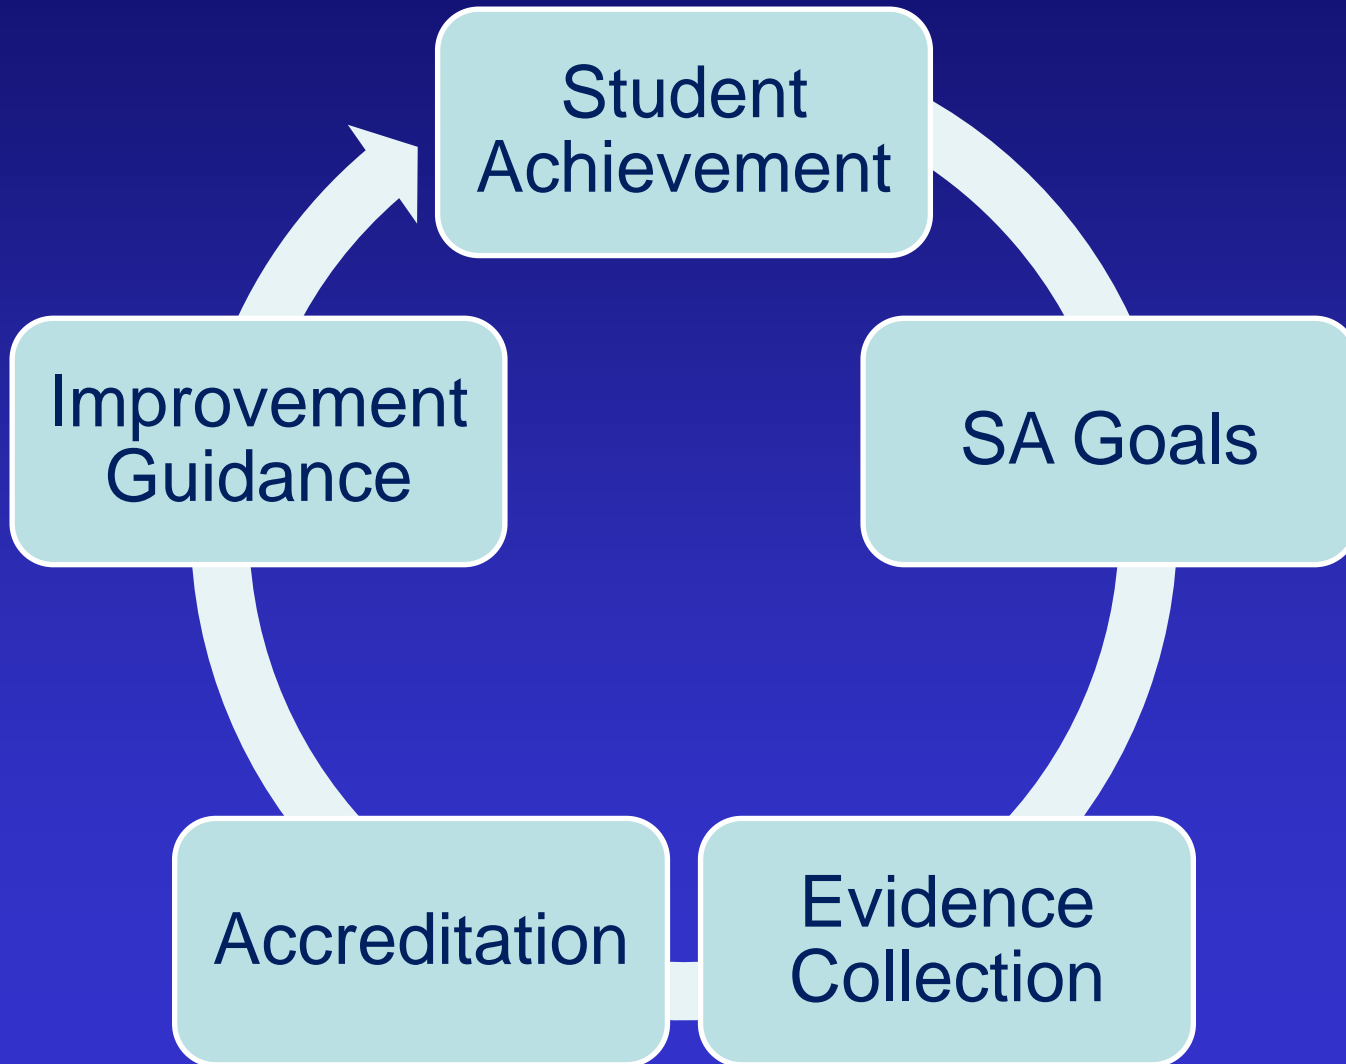 Student
Achievement
SA Goals
Evidence
Collection
Accreditation
Improvement
Guidance